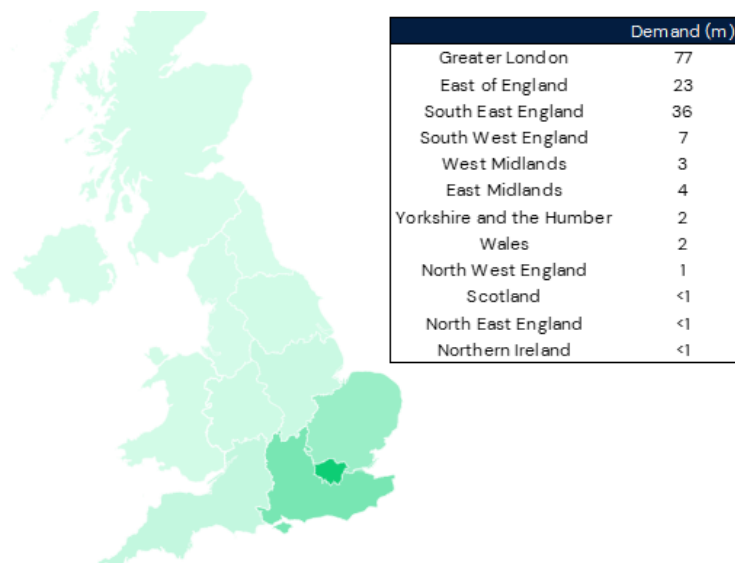 Demand (m)
Greater London 77
East of England 23
South East England 36
South West England 7
West Midlands 3
East Midlands 4
Yorkshire and the Humber 2
Wales 2
North West England 1
Scotland <1
North East England <1
Northern Ireland <1